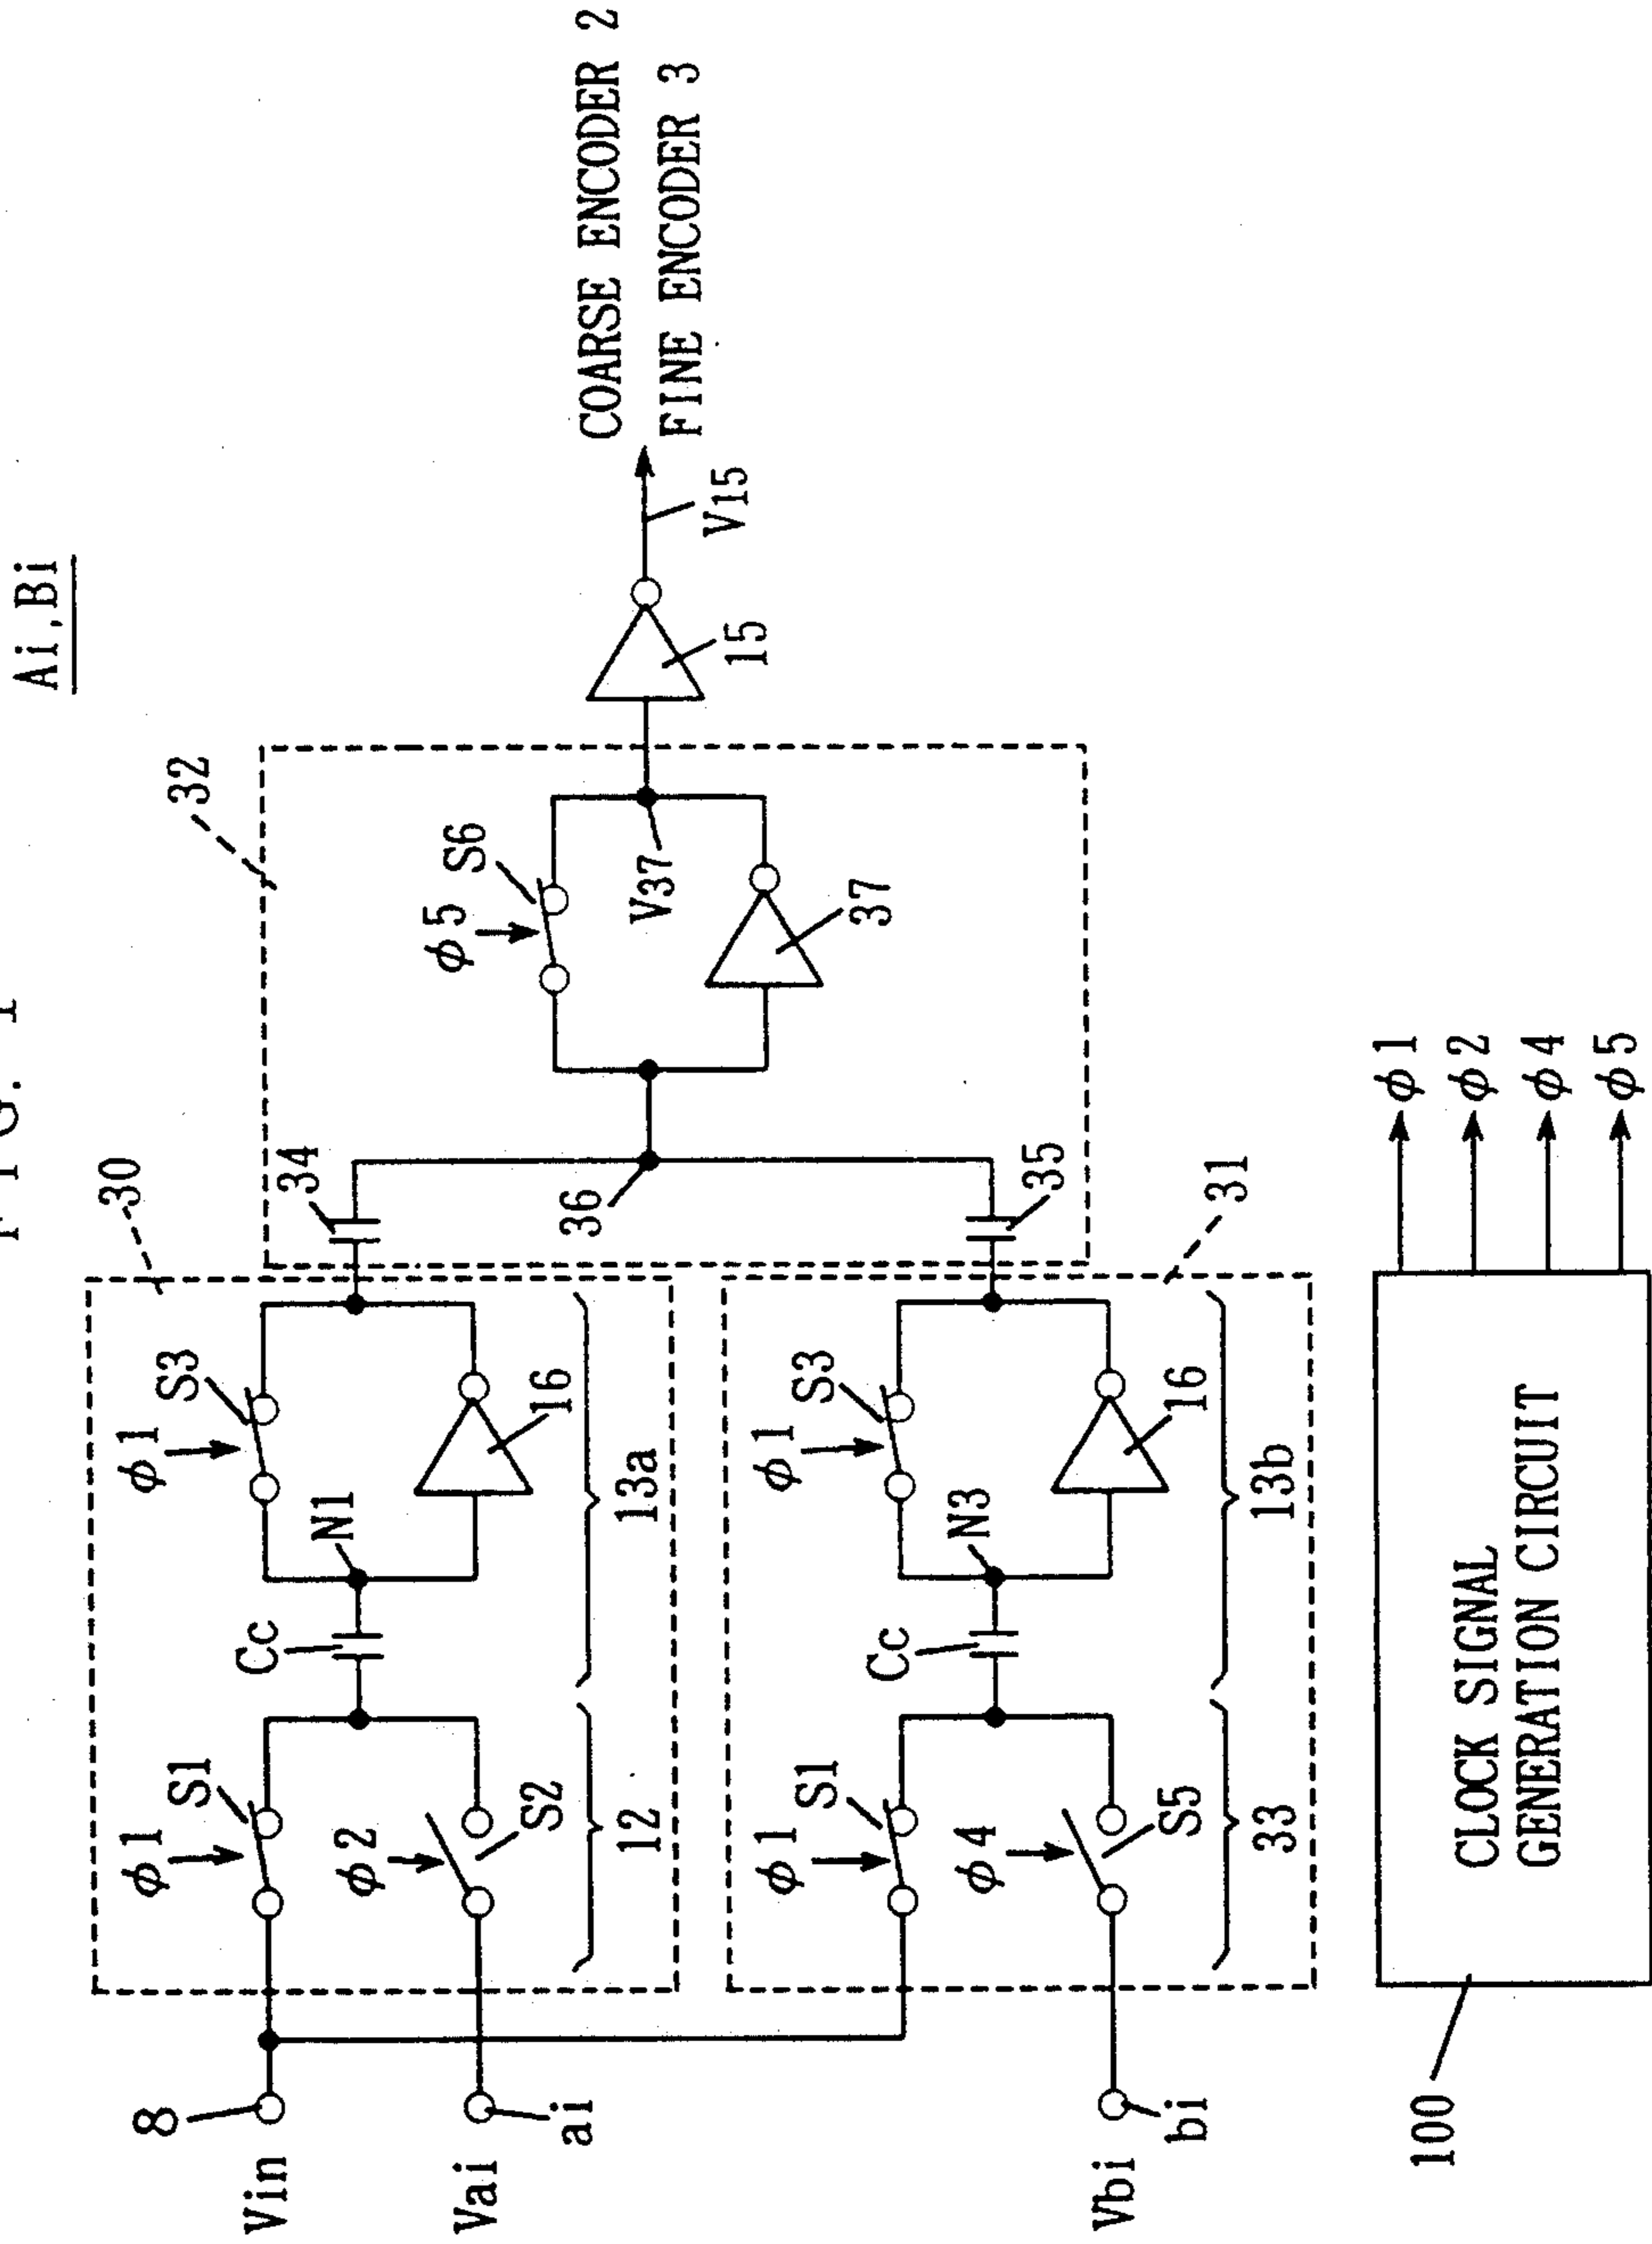 FIG. 1
Ai,Bi
30
32
8
Vin
Vai
ai
φ1
S1
φ2
S2
12
Cc
N1
φ1
S3
16
13a
34
36
35
φ5
S6
V37
37
15
V15
COARSE ENCODER 2
FINE ENCODER 3
Vbi
bi
φ1
S1
φ4
S5
33
Cc
N3
φ1
S3
16
13b
31
100
CLOCK SIGNAL
GENERATION CIRCUIT
φ1
φ2
φ4
φ5